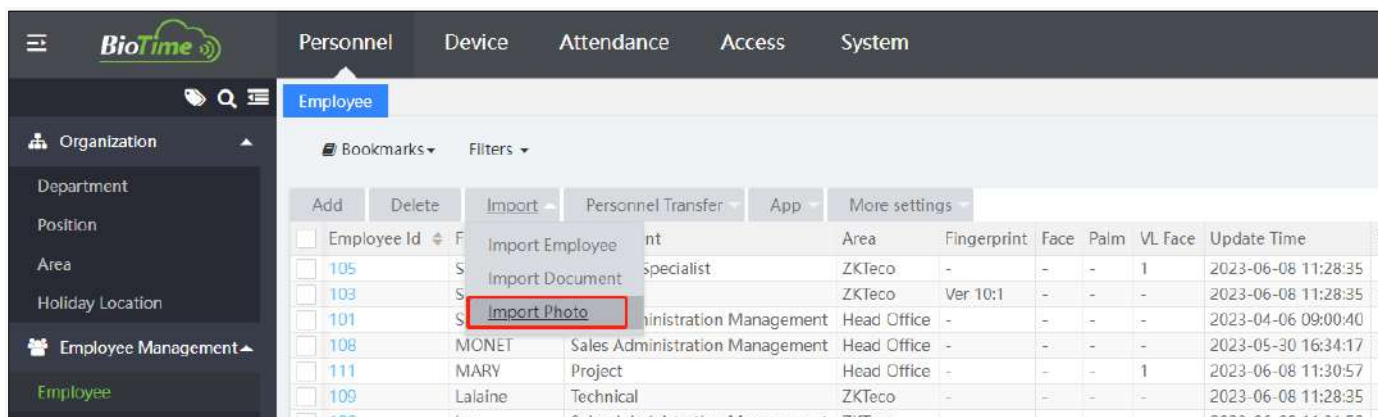 BioTime
Personnel Device Attendance Access System
Employee
Organization
Bookmarks Filters
Department
Position
Area
Holiday Location
Employee Management
Employee
Add Delete Import Personnel Transfer App More settings
Import Employee
Import Document
Import Photo
Employee Id F nt Area Fingerprint Face Palm VL Face Update Time
105 S Specialist ZKTeco - - - 1 2023-06-08 11:28:35
103 S ZKTeco Ver 10:1 - - - 2023-06-08 11:28:35
101 S inistration Management Head Office - - - - 2023-04-06 09:00:40
108 MONET Sales Administration Management Head Office - - - - 2023-05-30 16:34:17
111 MARY Project Head Office - - - 1 2023-06-08 11:30:57
109 Lalaine Technical ZKTeco - - - - 2023-06-08 11:28:35